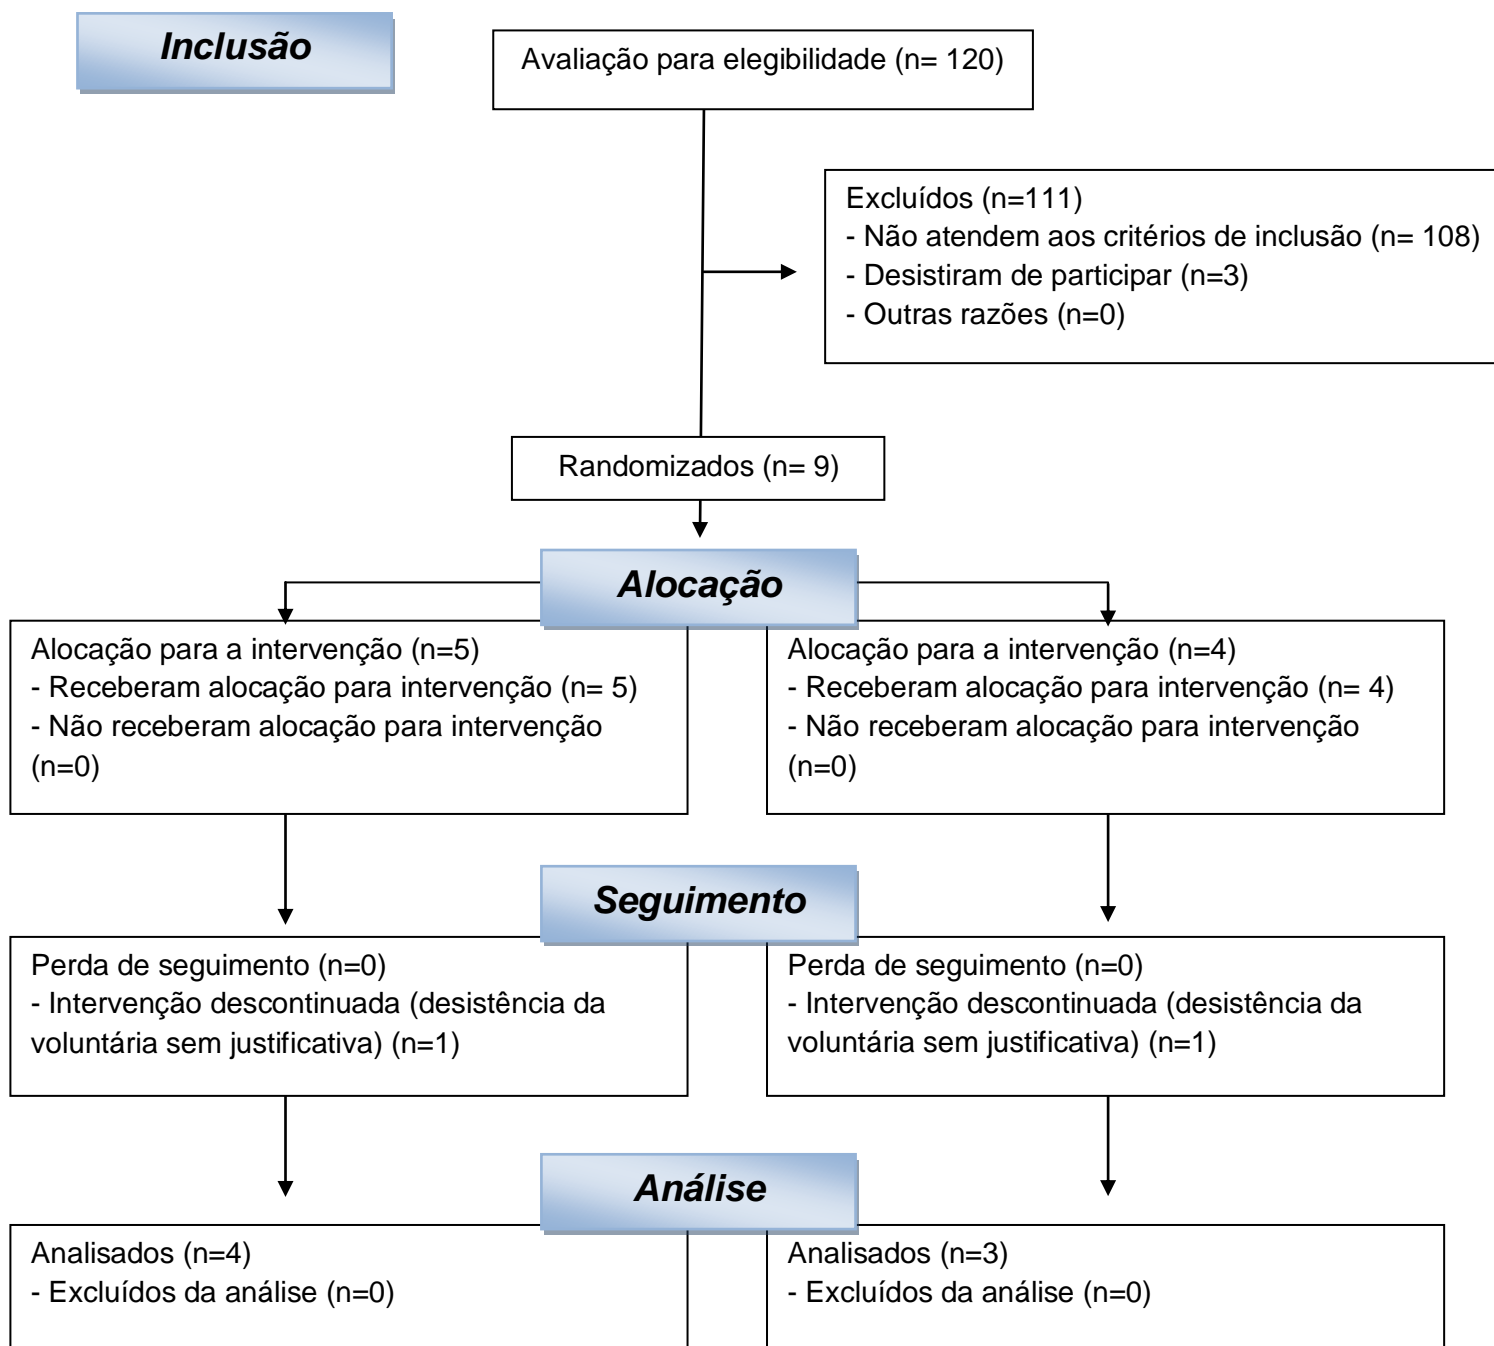 Inclusão
Avaliação para elegibilidade (n= 120)
Excluídos (n=111)
- Não atendem aos critérios de inclusão (n= 108)
- Desistiram de participar (n=3)
- Outras razões (n=0)
Randomizados (n= 9)
Alocação
Alocação para a intervenção (n=5)
- Receberam alocação para intervenção (n= 5)
- Não receberam alocação para intervenção
(n=0)
Alocação para a intervenção (n=4)
- Receberam alocação para intervenção (n= 4)
- Não receberam alocação para intervenção
(n=0)
Seguimento
Perda de seguimento (n=0)
- Intervenção descontinuada (desistência da
voluntária sem justificativa) (n=1)
Perda de seguimento (n=0)
- Intervenção descontinuada (desistência da
voluntária sem justificativa) (n=1)
Análise
Analisados (n=4)
- Excluídos da análise (n=0)
Analisados (n=3)
- Excluídos da análise (n=0)